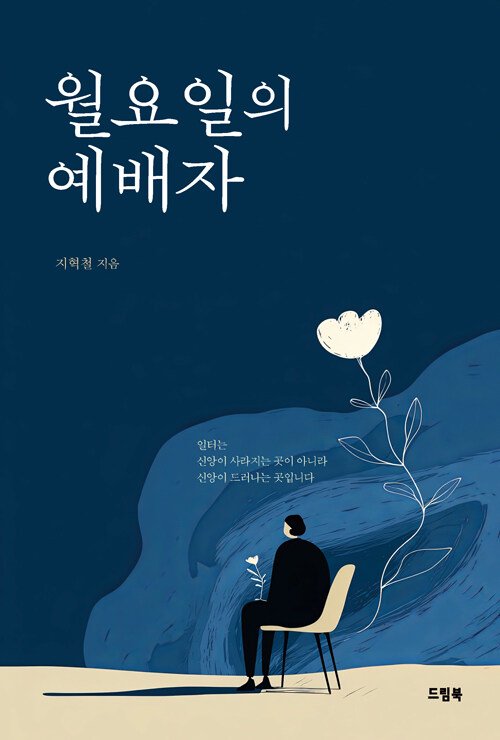 월요일의
예배자
지혁철 지음
일터는
신앙이 사라지는 곳이 아니라
신앙이 드러나는 곳입니다
드림북